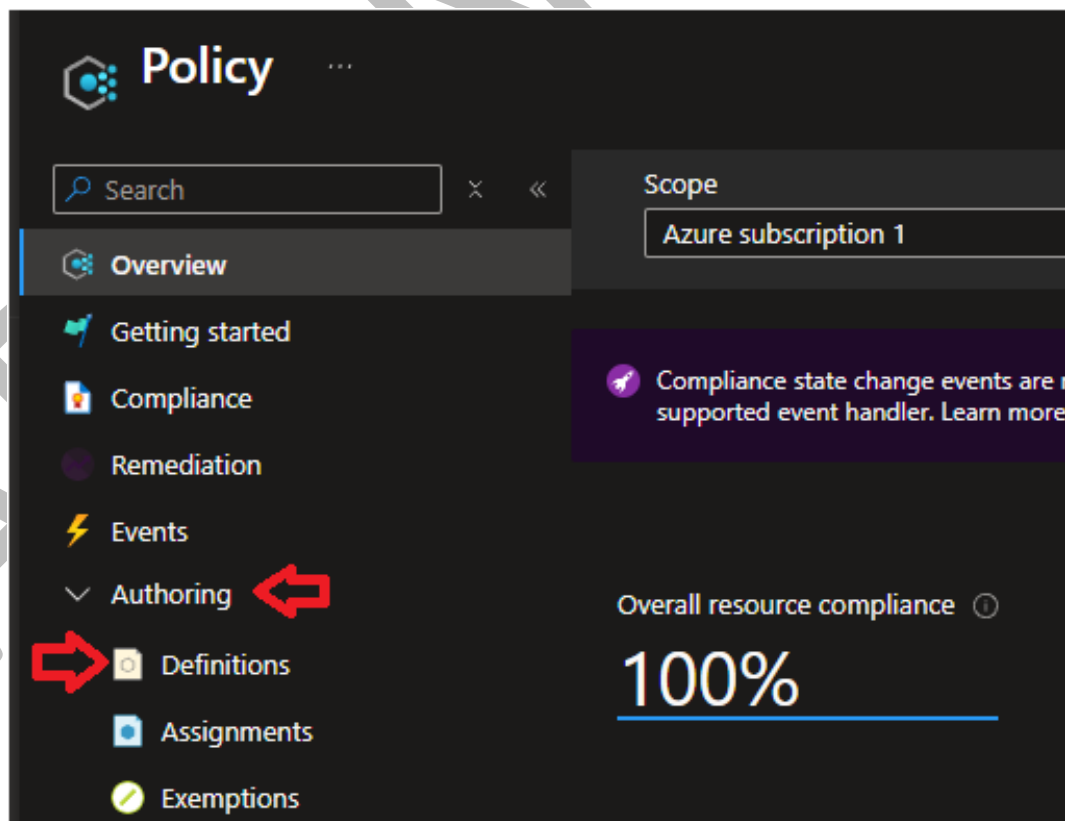 Policy ...
Search
Overview
Getting started
Compliance
Remediation
Events
Authoring
Definitions
Assignments
Exemptions
Scope
Azure subscription 1
Compliance state change events are
supported event handler. Learn more
Overall resource compliance
100%